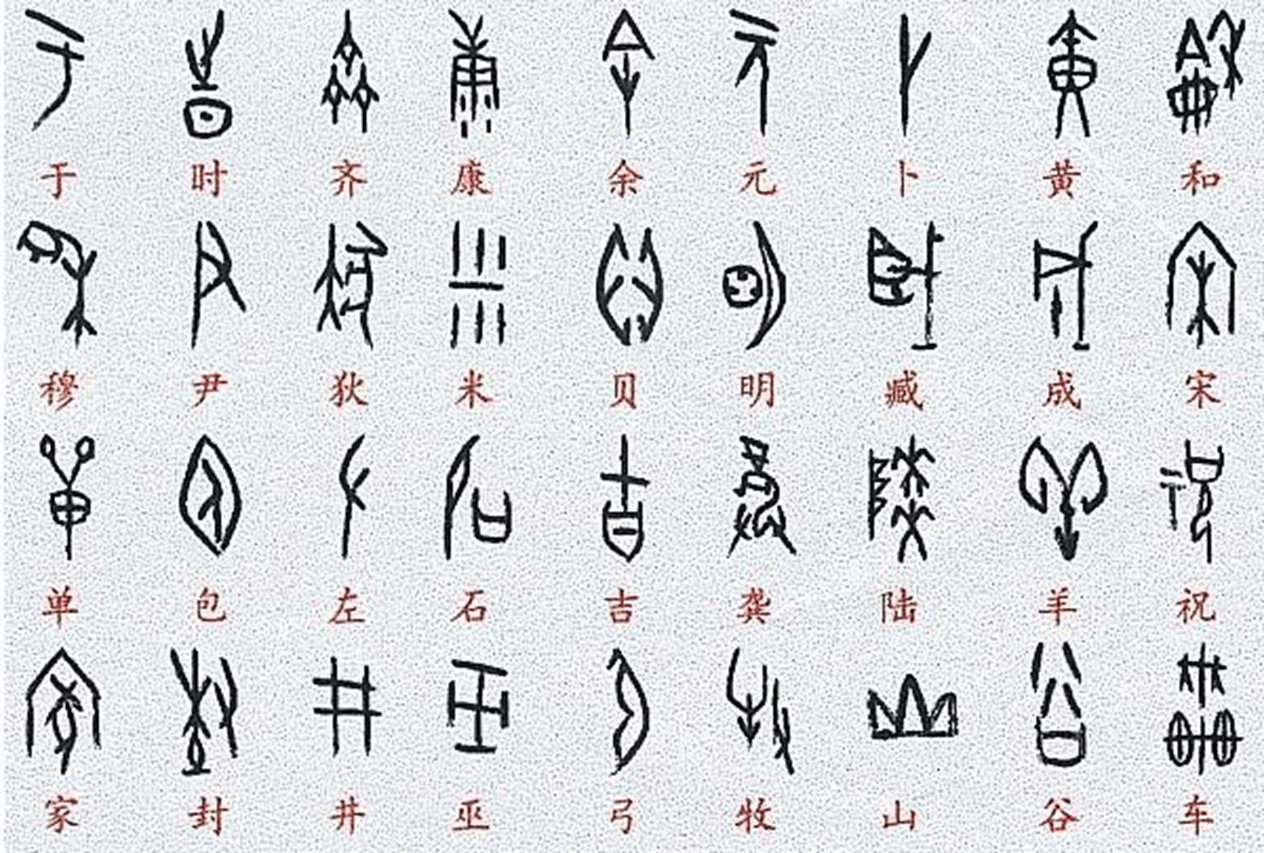 于 时 齐 康 余 元 卜 黄 和
穆 尹 狄 米 贝 明 臧 成 宋
单 包 左 石 吉 龚 陆 羊 祝
家 封 井 巫 弓 牧 山 谷 车